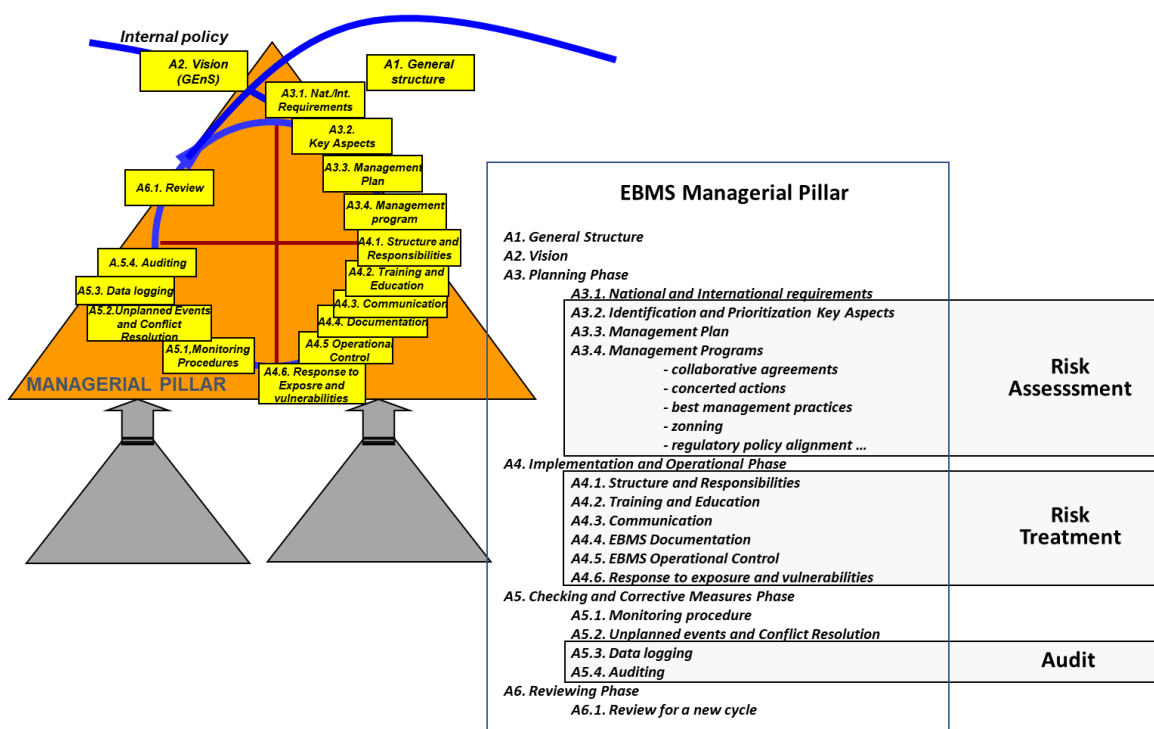 Internal policy
A2. Vision
(GEnS)
A1. General
structure
A3.1. Nat./Int.
Requirements
A3.2.
Key Aspects
A3.3. Management
Plan
A3.4. Management
program
A4.1. Structure and
Responsibilities
A4.2. Training and
Education
A4.3. Communication
A4.4. Documentation
A4.5 Operational
Control
A4.6. Response to
Exposre and
vulnerabilities
A5.1,Monitoring
Procedures
A5.2.Unplanned Events
and Conflict
Resolution
A5.3. Data logging
A.5.4. Auditing
A6.1. Review
MANAGERIAL PILLAR
EBMS Managerial Pillar
A1. General Structure
A2. Vision
A3. Planning Phase
A3.1. National and International requirements
A3.2. Identification and Prioritization Key Aspects
A3.3. Management Plan
A3.4. Management Programs
- collaborative agreements
- concerted actions
- best management practices
- zonning
- regulatory policy alignment ...
Risk
Assesssment
A4. Implementation and Operational Phase
A4.1. Structure and Responsibilities
A4.2. Training and Education
A4.3. Communication
A4.4. EBMS Documentation
A4.5. EBMS Operational Control
A4.6. Response to exposure and vulnerabilities
Risk
Treatment
A5. Checking and Corrective Measures Phase
A5.1. Monitoring procedure
A5.2. Unplanned events and Conflict Resolution
A5.3. Data logging
A5.4. Auditing
Audit
A6. Reviewing Phase
A6.1. Review for a new cycle